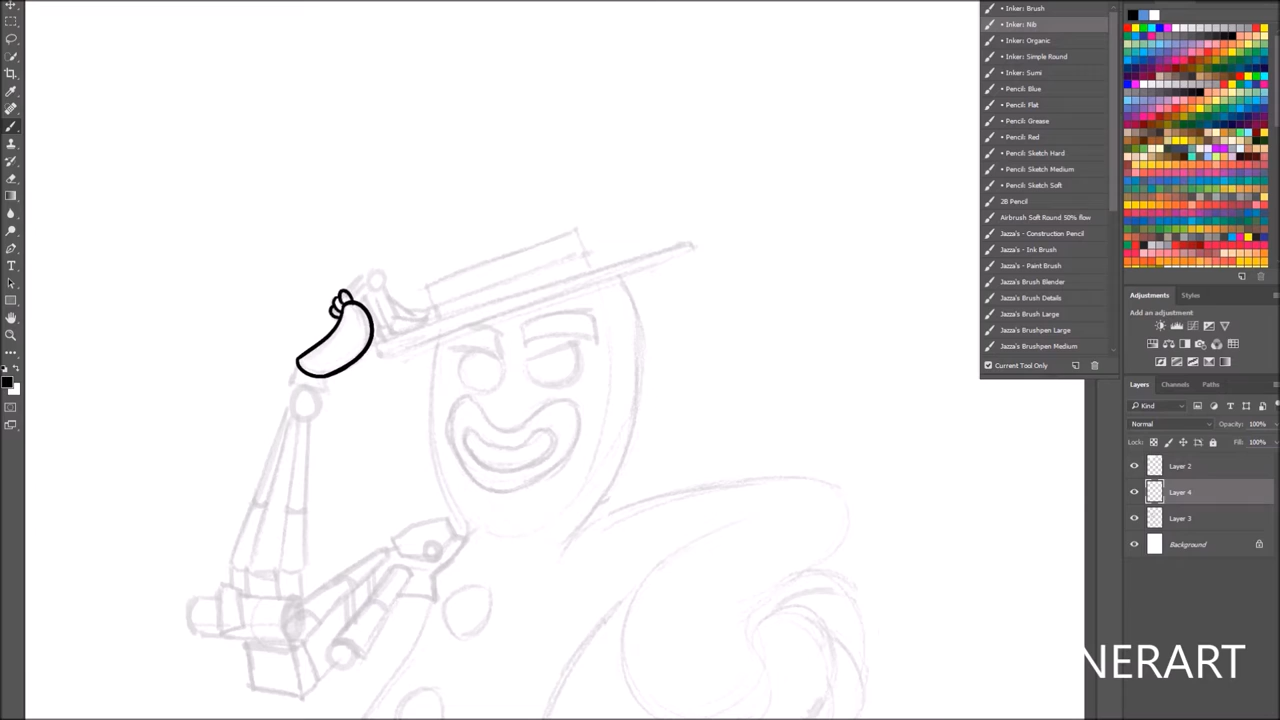 • Inker: Brush
• Inker: Nib
• Inker: Organic
• Inker: Simple Round
• Inker: Sumi
• Pencil: Blue
• Pencil: Flat
• Pencil: Grease
• Pencil: Red
• Pencil: Sketch Hard
• Pencil: Sketch Medium
• Pencil: Sketch Soft
2B Pencil
Airbrush Soft Round 50% flow
Jazza's - Construction Pencil
Jazza's - Ink Brush
Jazza's - Paint Brush
Jazza's Brush Blender
Jazza's Brush Details
Jazza's Brush Large
Jazza's Brushpen Large
Jazza's Brushpen Medium
Current Tool Only
Adjustments Styles
Add an adjustment
Layers Channels Paths
Kind
Normal Opacity: 100%
Lock: Fill: 100%
Layer 2
Layer 4
Layer 3
Background
NERART